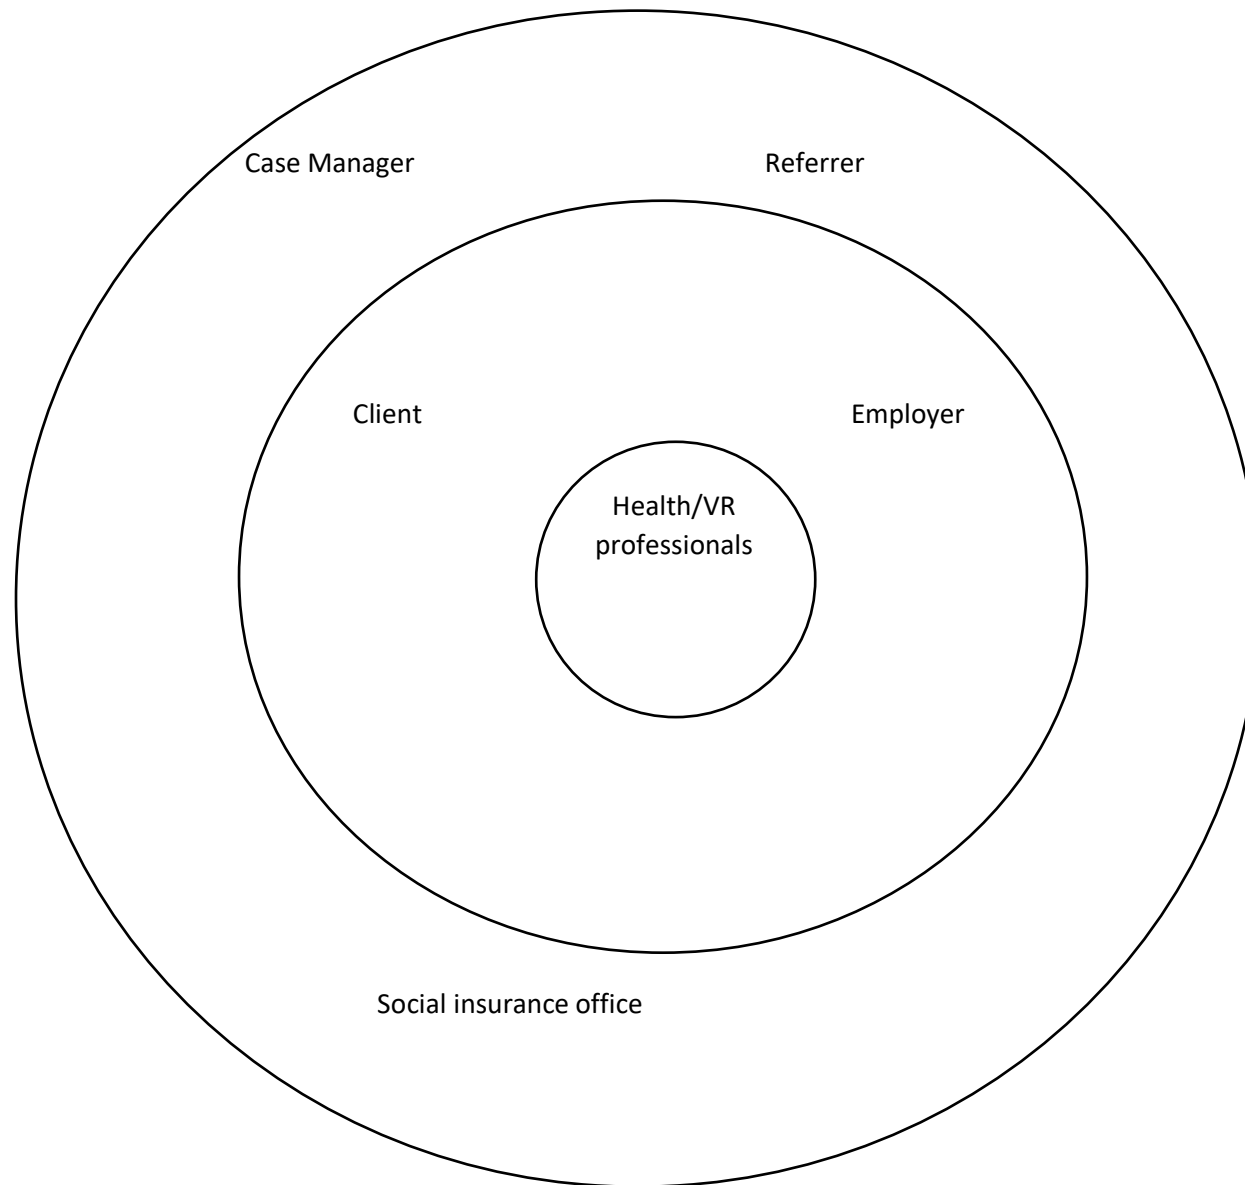 Case Manager
Referrer
Client
Employer
Health/VR
professionals
Social insurance office